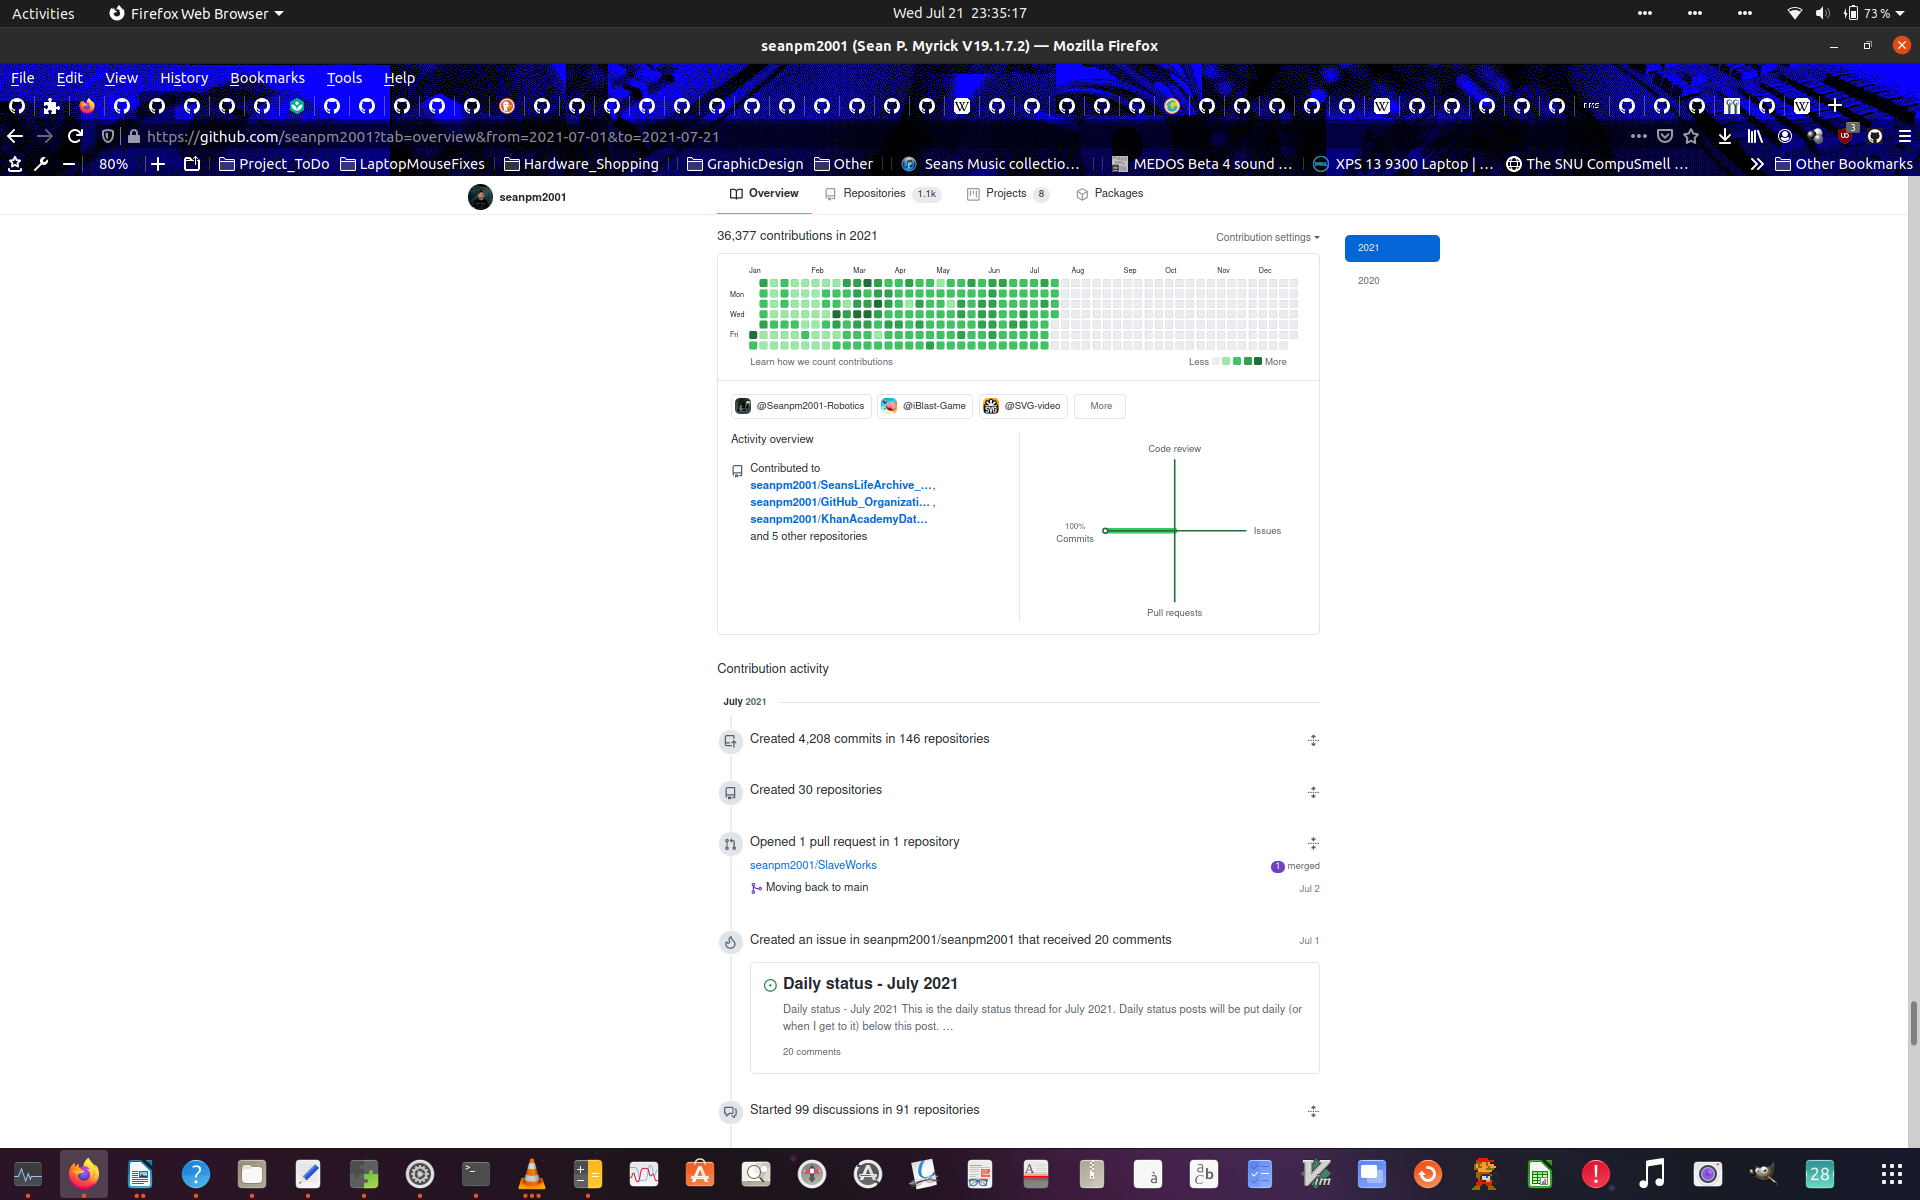 Activities Firefox Web Browser Wed Jul 21 23:35:17 73 %
seanpm2001 (Sean P. Myrick V19.1.7.2) — Mozilla Firefox
File Edit View History Bookmarks Tools Help
https://github.com/seanpm2001?tab=overview&from=2021-07-01&to=2021-07-21 3
80% Project_ToDo LaptopMouseFixes Hardware_Shopping GraphicDesign Other Seans Music collectio… MEDOS Beta 4 sound … XPS 13 9300 Laptop | … The SNU CompuSmell … Other Bookmarks
seanpm2001 Overview Repositories 1.1k Projects 8 Packages
36,377 contributions in 2021 Contribution settings 2021
2020
Jan Feb Mar Apr May Jun Jul Aug Sep Oct Nov Dec
Mon
Wed
Fri
Learn how we count contributions Less More
@Seanpm2001-Robotics @iBlast-Game @SVG-video More
Activity overview
Contributed to
seanpm2001/SeansLifeArchive_… ,
seanpm2001/GitHub_Organizati… ,
seanpm2001/KhanAcademyDat…
and 5 other repositories
Code review
100%
Commits
Issues
Pull requests
Contribution activity
July 2021
Created 4,208 commits in 146 repositories
Created 30 repositories
Opened 1 pull request in 1 repository
seanpm2001/SlaveWorks 1 merged
Moving back to main Jul 2
Created an issue in seanpm2001/seanpm2001 that received 20 comments Jul 1
Daily status - July 2021
Daily status - July 2021 This is the daily status thread for July 2021. Daily status posts will be put daily (or
when I get to it) below this post. …
20 comments
Started 99 discussions in 91 repositories
28